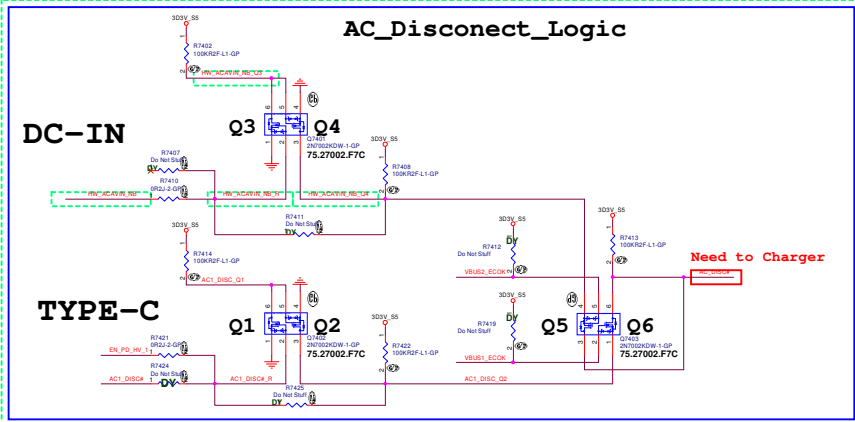 AC_Disconect_Logic
3D3V_S5
R7402
100KR2F-L1-GP
HW_ACAVIN_NB_Q3
DC-IN
Q3
Q4
Q7401
2N7002KDW-1-GP
75.27002.F7C
R7407
Do Not Stuff
DY
R7410
0R2J-2-GP
HW_ACAVIN_NB
HW_ACAVIN_NB_R
HW_ACAVIN_NB_Q4
3D3V_S5
R7408
100KR2F-L1-GP
R7411
Do Not Stuff
DY
3D3V_S5
R7414
100KR2F-L1-GP
AC1_DISC_Q1
TYPE-C
Q1
Q2
Q7402
2N7002KDW-1-GP
75.27002.F7C
R7421
0R2J-2-GP
EN_PD_HV_1
R7424
Do Not Stuff
DY
AC1_DISC#
AC1_DISC#_R
R7425
Do Not Stuff
DY
3D3V_S5
R7422
100KR2F-L1-GP
AC1_DISC_Q2
3D3V_S5
R7412
Do Not Stuff
DY
VBUS2_ECOK
3D3V_S5
R7419
Do Not Stuff
DY
VBUS1_ECOK
3D3V_S5
R7413
100KR2F-L1-GP
Need to Charger
AC_DISC#
Q5
Q6
Q7403
2N7002KDW-1-GP
75.27002.F7C